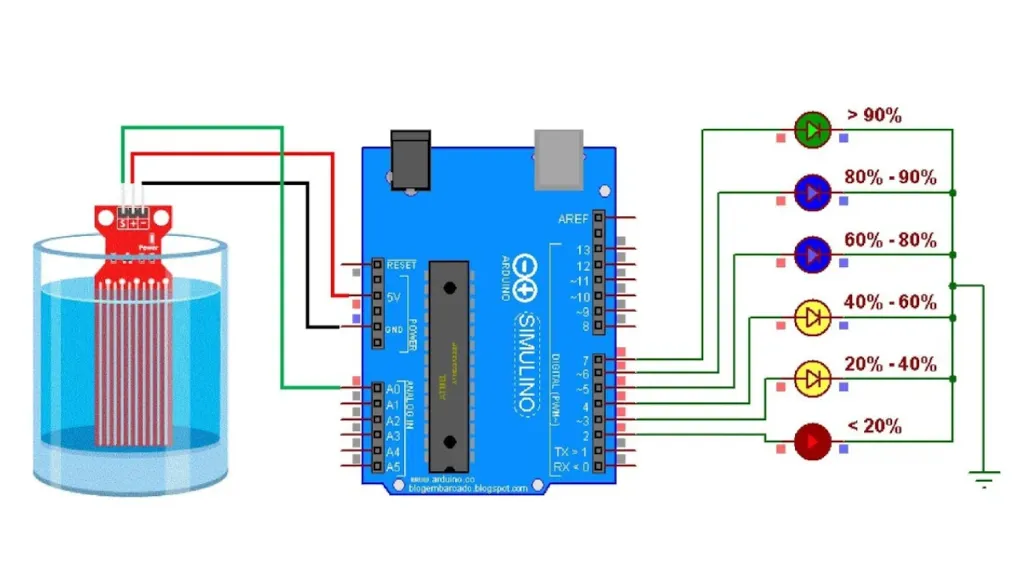 S + -
Power
RESET
5V
GND
POWER
A0
A1
A2
A3
A4
A5
ANALOG IN
ARDUINO
SIMULINO
AREF
13
12
~11
~10
~9
8
7
~6
~5
4
~3
2
TX > 1
RX < 0
DIGITAL (PWM~)
www.arduino.cc
blogembarcado.blogspot.com
> 90%
80% - 90%
60% - 80%
40% - 60%
20% - 40%
< 20%